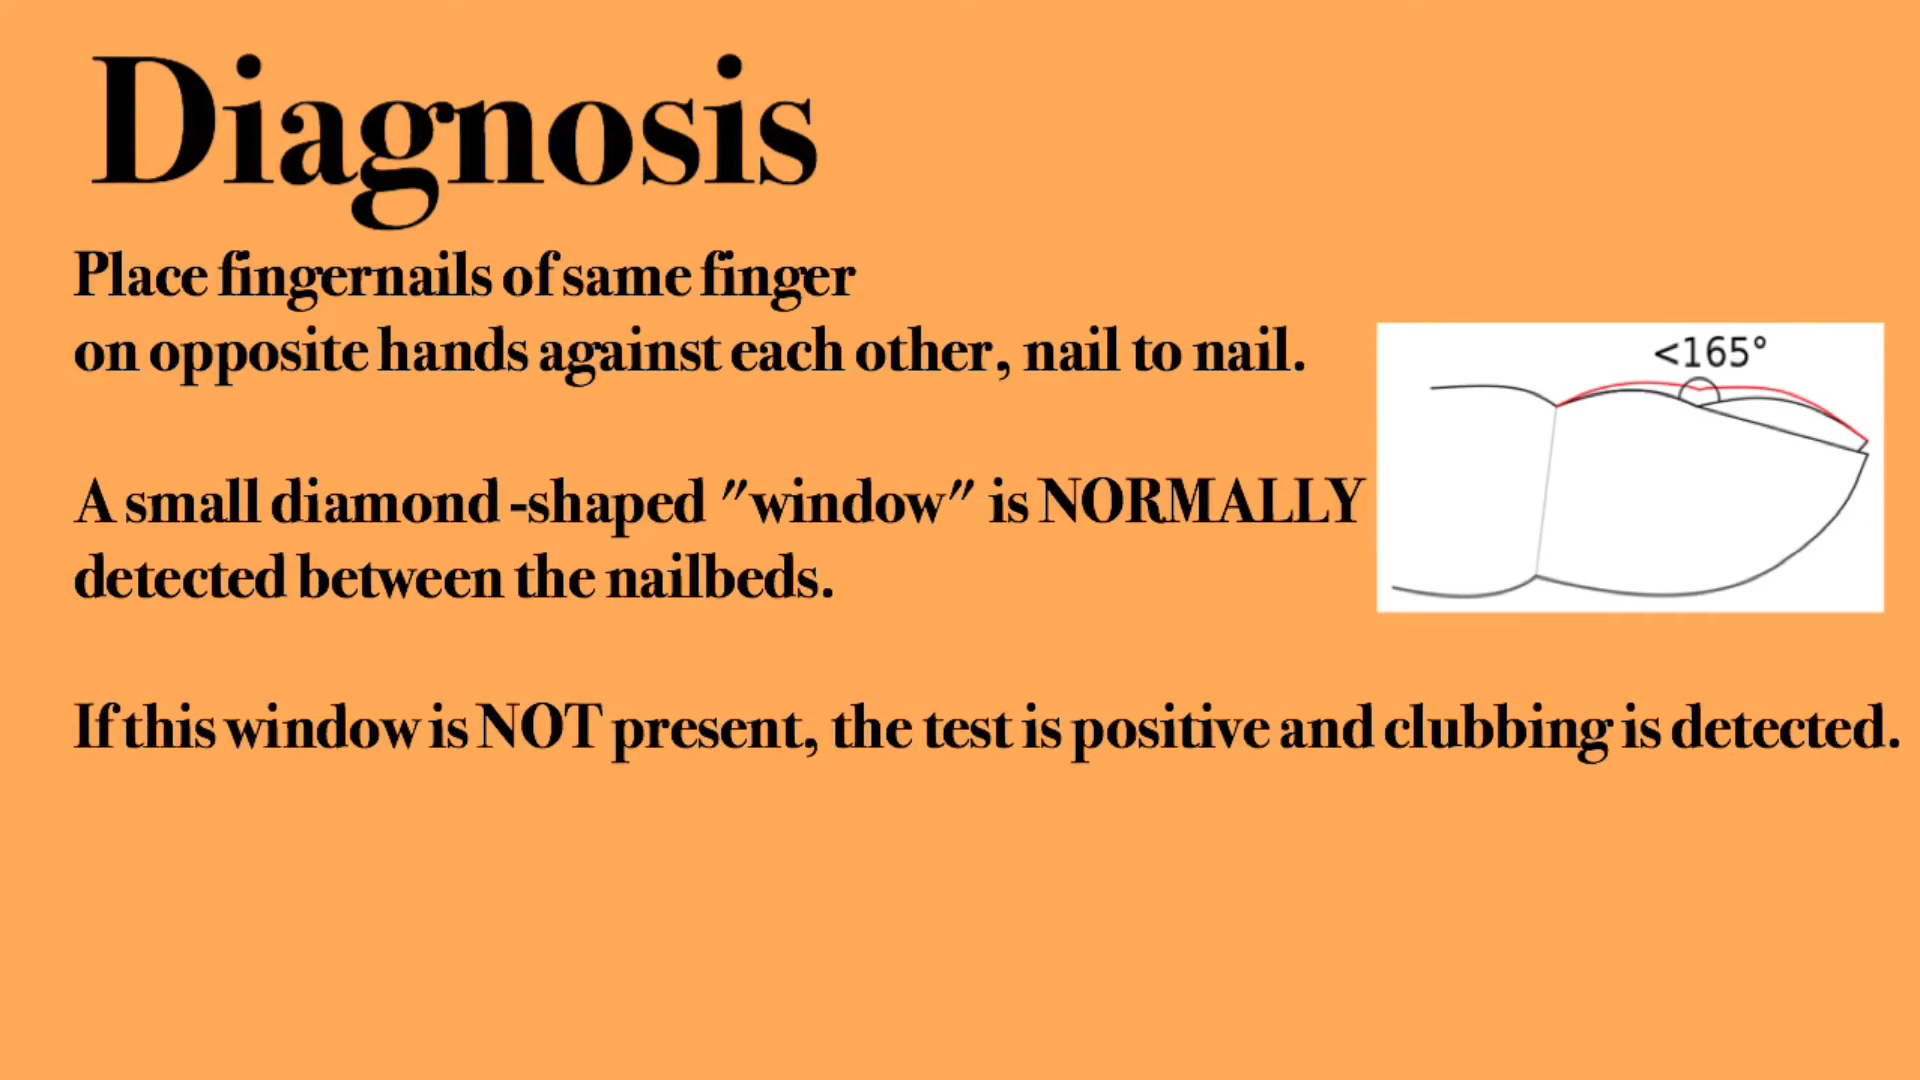 Diagnosis
Place fingernails of same finger
on opposite hands against each other, nail to nail.
<165°
A small diamond -shaped "window" is NORMALLY
detected between the nailbeds.
If this window is NOT present, the test is positive and clubbing is detected.